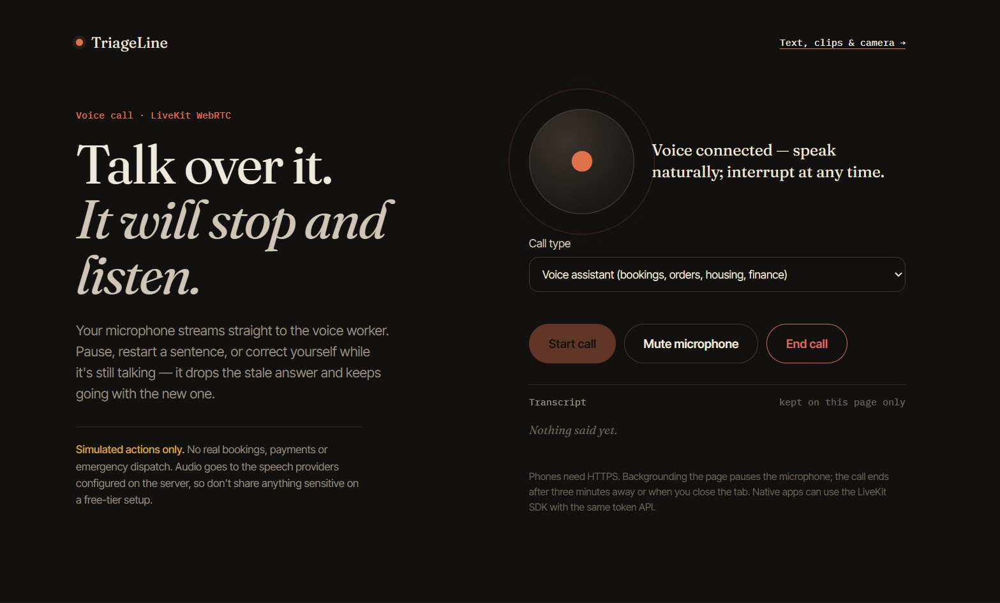 TriageLine
Text, clips & camera →
Voice call · LiveKit WebRTC
Talk over it.
It will stop and
listen.
Your microphone streams straight to the voice worker.
Pause, restart a sentence, or correct yourself while
it's still talking — it drops the stale answer and keeps
going with the new one.
Simulated actions only. No real bookings, payments or
emergency dispatch. Audio goes to the speech providers
configured on the server, so don't share anything sensitive on
a free-tier setup.
Voice connected — speak
naturally; interrupt at any time.
Call type
Voice assistant (bookings, orders, housing, finance)
Start call
Mute microphone
End call
Transcript
kept on this page only
Nothing said yet.
Phones need HTTPS. Backgrounding the page pauses the microphone; the call ends
after three minutes away or when you close the tab. Native apps can use the LiveKit
SDK with the same token API.